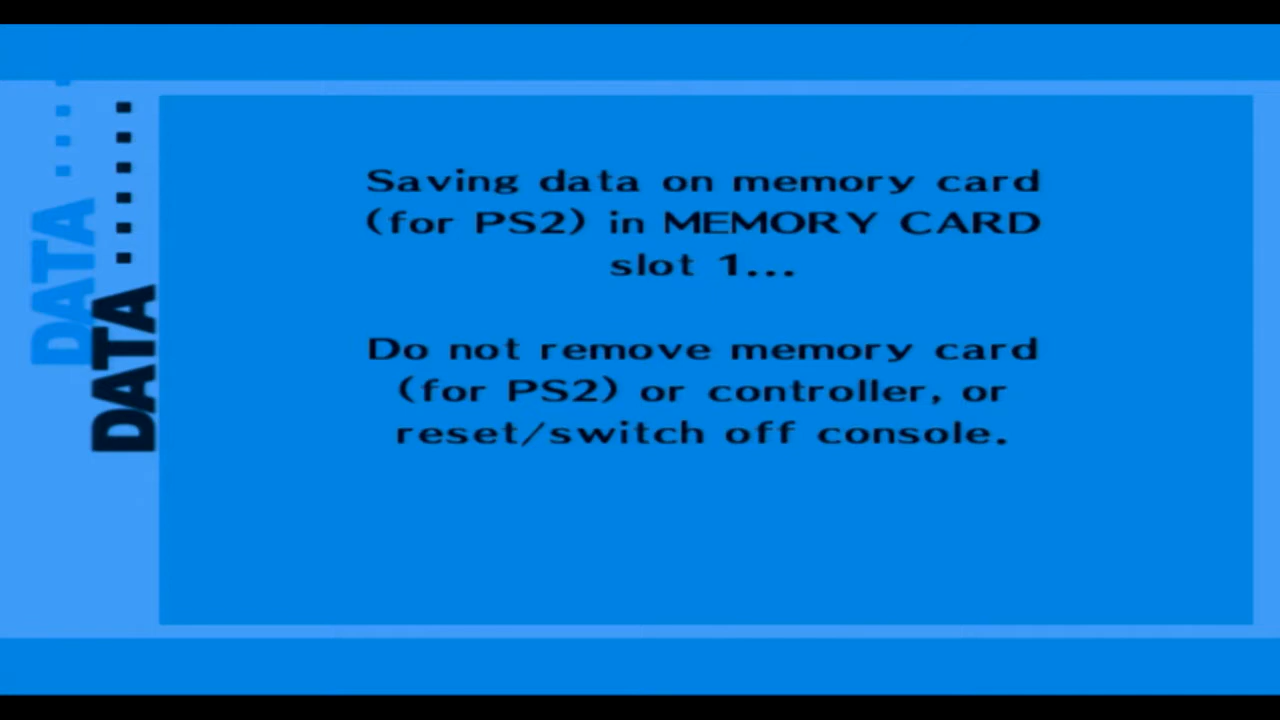 DATA.....
DATA......
Saving data on memory card
(for PS2) in MEMORY CARD
slot 1...
Do not remove memory card
(for PS2) or controller, or
reset/switch off console.